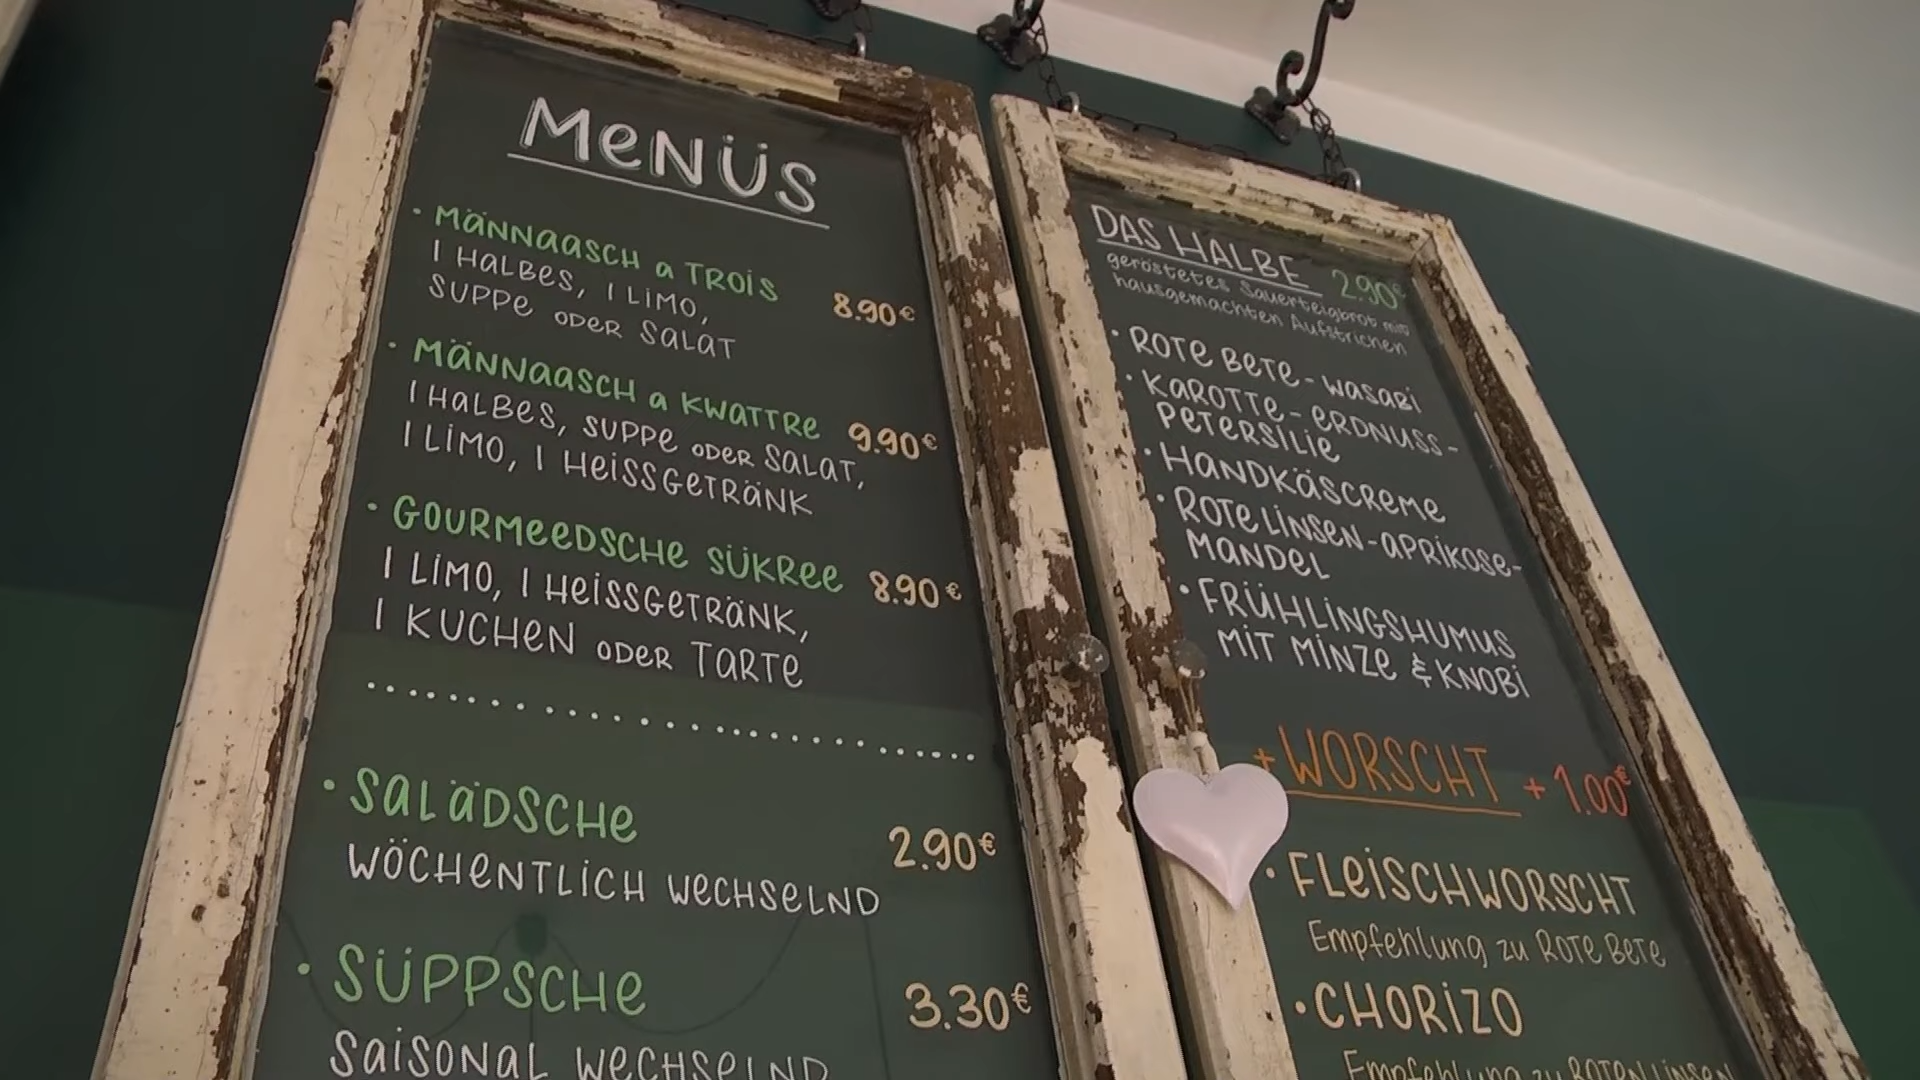 MENÜS
· MÄNNAASCH a TROIS
1 HALBES, 1 LIMO,
SUPPE ODER SALAT 8.90€
· MÄNNAASCH a KWATTRE
1 HALBES, SUPPE ODER SALAT, 9.90€
1 LIMO, 1 HEISSGETRÄNK
· GOURMEEDSCHE SÜKREE 8.90€
1 LIMO, 1 HEISSGETRÄNK,
1 KUCHEN ODER TARTE
· SALÄDSCHE 2.90€
WÖCHENTLICH WECHSELND
· SÜPPSCHE 3.30€
SAISONAL WECHSELND
DAS HALBE 2.90€
geröstetes Sauerteigbrot mit
hausgemachten Aufstrichen
· ROTE BETE - WASABI
· KAROTTE - ERDNUSS -
PETERSILIE
· HANDKÄSCREME
· ROTE LINSEN - APRIKOSE -
MANDEL
· FRÜHLINGSHUMUS
MIT MINZE & KNOBI
+ WORSCHT + 1.00€
· FLEISCHWORSCHT
Empfehlung zu ROTE BETE
· CHORIZO
Empfehlung zu ROTEN LINSEN